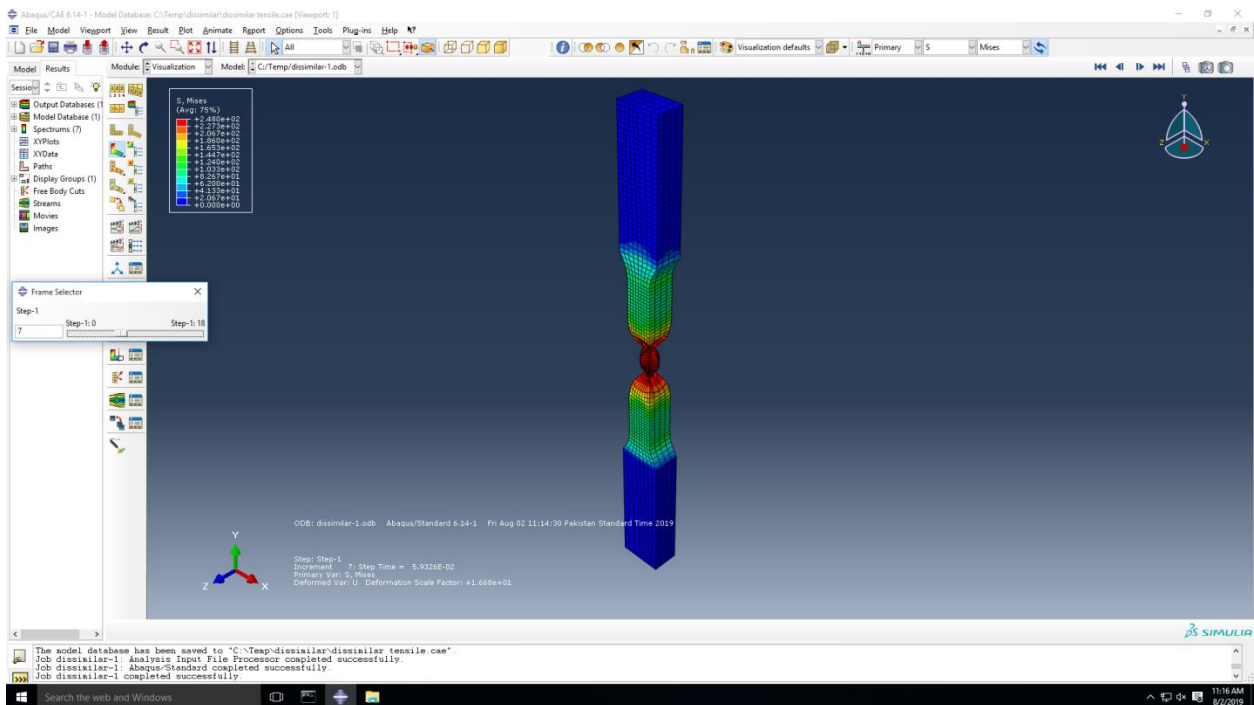 Abaqus/CAE 6.14-1 - Model Database: C:\Temp\dissimilar\dissimilar tensile.cae [Viewport: 1]
File Model Viewport View Result Plot Animate Report Options Tools Plug-ins Help
All Visualization defaults Primary S Mises
Model Results Module: Visualization Model: C:/Temp/dissimilar-1.odb
Sessio
Output Databases (1
Model Database (1)
Spectrums (7)
XYPlots
XYData
Paths
Display Groups (1)
Free Body Cuts
Streams
Movies
Images
S, Mises
(Avg: 75%)
+2.480e+02
+2.273e+02
+2.067e+02
+1.860e+02
+1.653e+02
+1.447e+02
+1.240e+02
+1.033e+02
+8.267e+01
+6.200e+01
+4.133e+01
+2.067e+01
+0.000e+00
Y
Z X
Frame Selector
Step-1
Step-1: 0 Step-1: 18
7
ODB: dissimilar-1.odb Abaqus/Standard 6.14-1 Fri Aug 02 11:14:30 Pakistan Standard Time 2019
Y
Z X
Step: Step-1
Increment 7: Step Time = 5.9326E-02
Primary Var: S, Mises
Deformed Var: U Deformation Scale Factor: +1.668e+01
SIMULIA
The model database has been saved to "C:\Temp\dissimilar\dissimilar tensile.cae".
Job dissimilar-1: Analysis Input File Processor completed successfully.
Job dissimilar-1: Abaqus/Standard completed successfully.
Job dissimilar-1 completed successfully.
Search the web and Windows
11:16 AM
8/2/2019